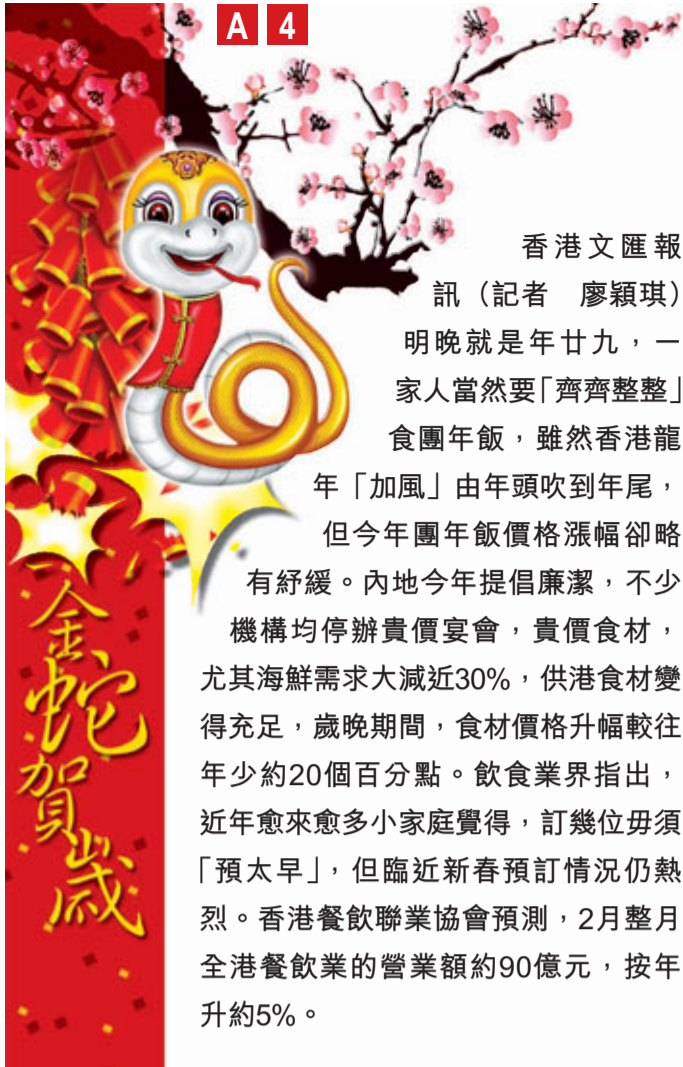 A 4
香港文匯報
訊（記者　廖穎琪）
明晚就是年廿九，一
家人當然要「齊齊整整」
食團年飯，雖然香港龍
年「加風」由年頭吹到年尾，
但今年團年飯價格漲幅卻略
有紓緩。內地今年提倡廉潔，不少
機構均停辦貴價宴會，貴價食材，
尤其海鮮需求大減近30%，供港食材變
得充足，歲晚期間，食材價格升幅較往
年少約20個百分點。飲食業界指出，
近年愈來愈多小家庭覺得，訂幾位毋須
「預太早」，但臨近新春預訂情況仍熱
烈。香港餐飲聯業協會預測，2月整月
全港餐飲業的營業額約90億元，按年
升約5%。
金蛇賀歲